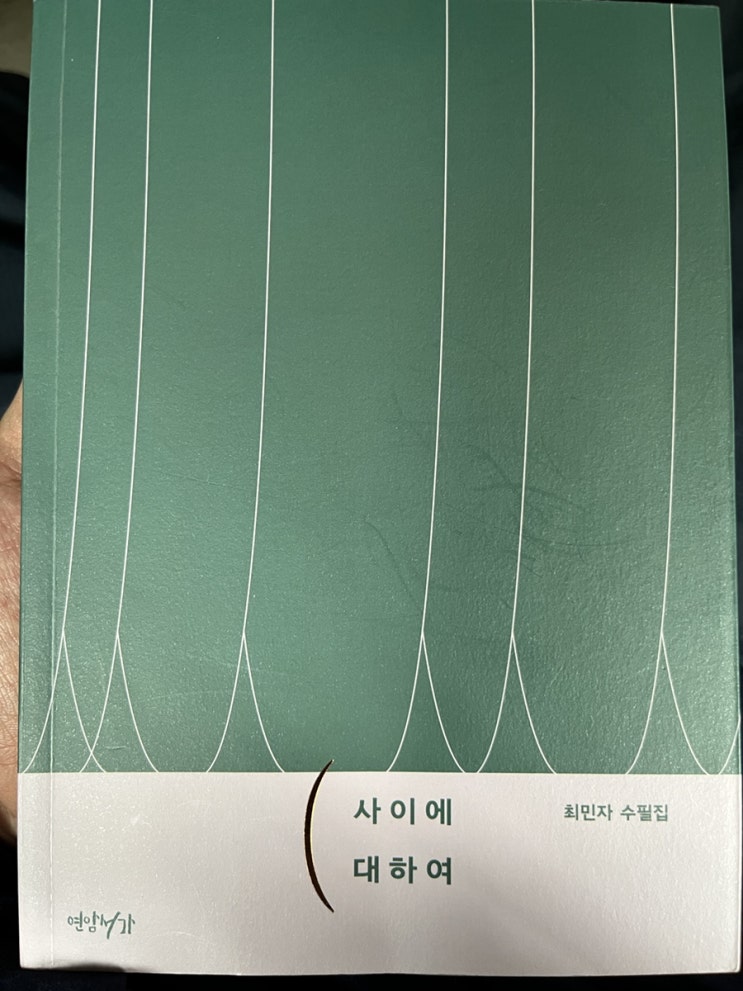 사이에
대하여
최민자 수필집
연암서가